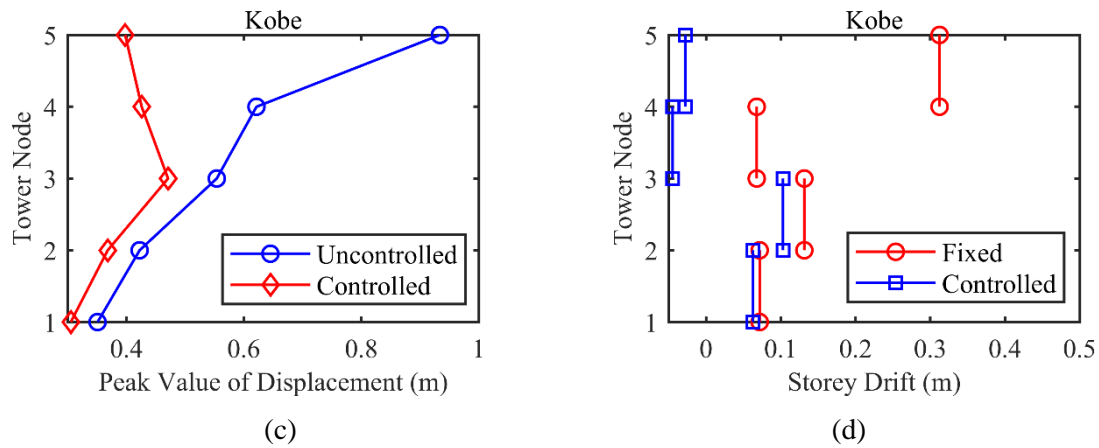 Kobe
5
4
3
2
1
Tower Node
Uncontrolled
Controlled
0.4 0.6 0.8 1
Peak Value of Displacement (m)
(c)
Kobe
5
4
3
2
1
Tower Node
Fixed
Controlled
0 0.1 0.2 0.3 0.4 0.5
Storey Drift (m)
(d)